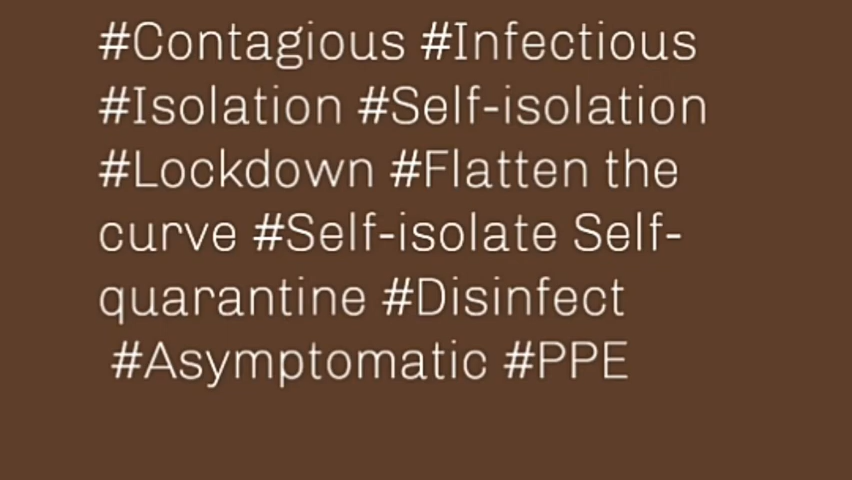 #Contagious #Infectious
#Isolation #Self-isolation
#Lockdown #Flatten the
curve #Self-isolate Self-
quarantine #Disinfect
#Asymptomatic #PPE